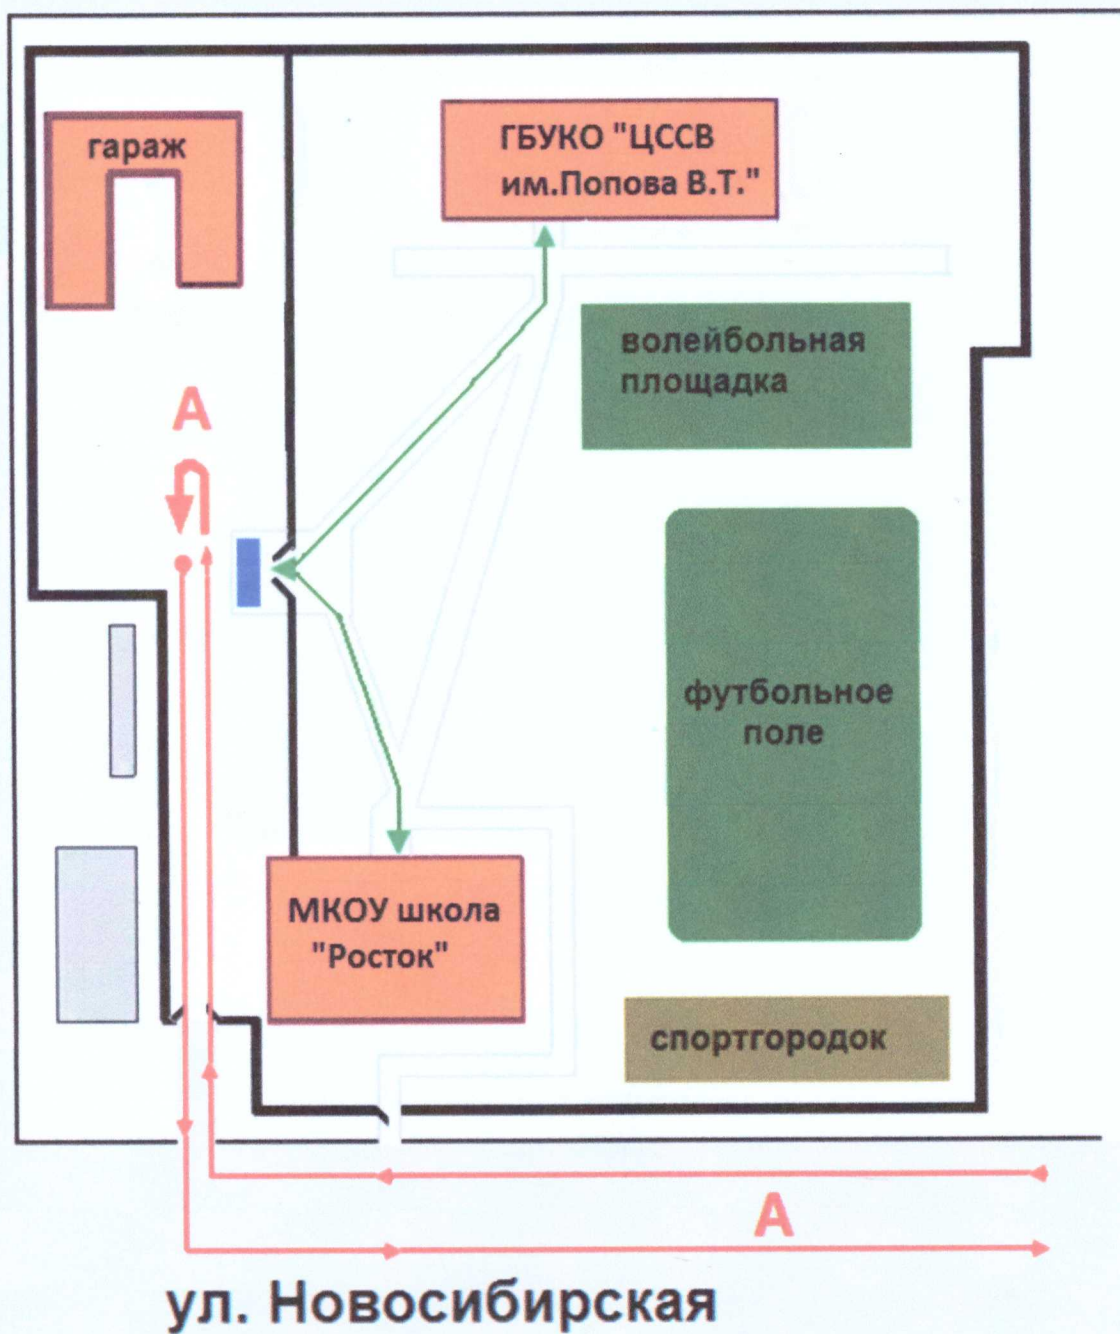 гараж
ГБУКО "ЦССВ
им.Попова В.Т."
волейбольная
площадка
А
футбольное
поле
МКОУ школа
"Росток"
спортгородок
А
ул. Новосибирская